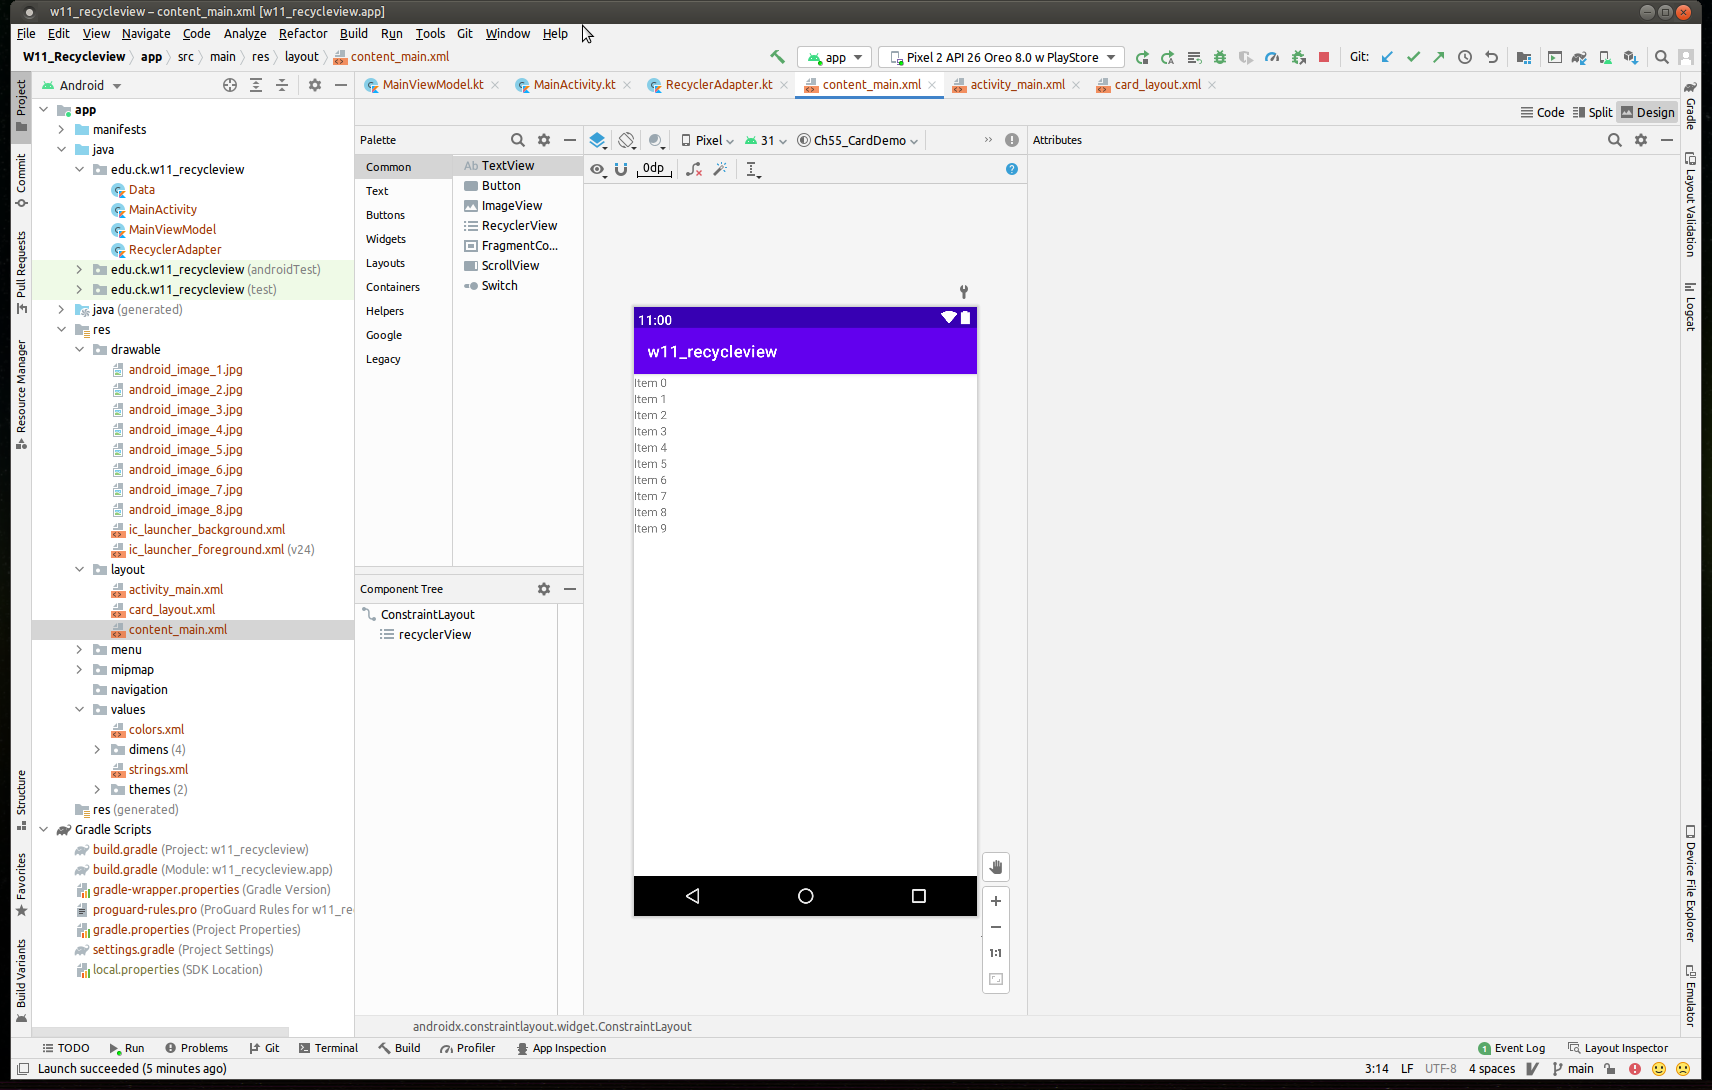 w11_recycleview – content_main.xml [w11_recycleview.app]
File Edit View Navigate Code Analyze Refactor Build Run Tools Git Window Help
W11_Recycleview app src main res layout content_main.xml
app Pixel 2 API 26 Oreo 8.0 w PlayStore Git:
Android
MainViewModel.kt MainActivity.kt RecyclerAdapter.kt content_main.xml activity_main.xml card_layout.xml
Code Split Design
Project
Commit
Pull Requests
Resource Manager
Structure
Favorites
Build Variants
app
manifests
java
edu.ck.w11_recycleview
Data
MainActivity
MainViewModel
RecyclerAdapter
edu.ck.w11_recycleview (androidTest)
edu.ck.w11_recycleview (test)
java (generated)
res
drawable
android_image_1.jpg
android_image_2.jpg
android_image_3.jpg
android_image_4.jpg
android_image_5.jpg
android_image_6.jpg
android_image_7.jpg
android_image_8.jpg
ic_launcher_background.xml
ic_launcher_foreground.xml (v24)
layout
activity_main.xml
card_layout.xml
content_main.xml
menu
mipmap
navigation
values
colors.xml
dimens (4)
strings.xml
themes (2)
res (generated)
Gradle Scripts
build.gradle (Project: w11_recycleview)
build.gradle (Module: w11_recycleview.app)
gradle-wrapper.properties (Gradle Version)
proguard-rules.pro (ProGuard Rules for w11_re
gradle.properties (Project Properties)
settings.gradle (Project Settings)
local.properties (SDK Location)
Palette
Common
Text
Buttons
Widgets
Layouts
Containers
Helpers
Google
Legacy
Ab TextView
Button
ImageView
RecyclerView
FragmentCo...
ScrollView
Switch
Component Tree
ConstraintLayout
recyclerView
Pixel 31 Ch55_CardDemo
0dp
11:00
w11_recycleview
Item 0
Item 1
Item 2
Item 3
Item 4
Item 5
Item 6
Item 7
Item 8
Item 9
1:1
Attributes
Gradle
Layout Validation
Logcat
Device File Explorer
Emulator
androidx.constraintlayout.widget.ConstraintLayout
TODO Run Problems Git Terminal Build Profiler App Inspection
1 Event Log Layout Inspector
Launch succeeded (5 minutes ago)
3:14 LF UTF-8 4 spaces main